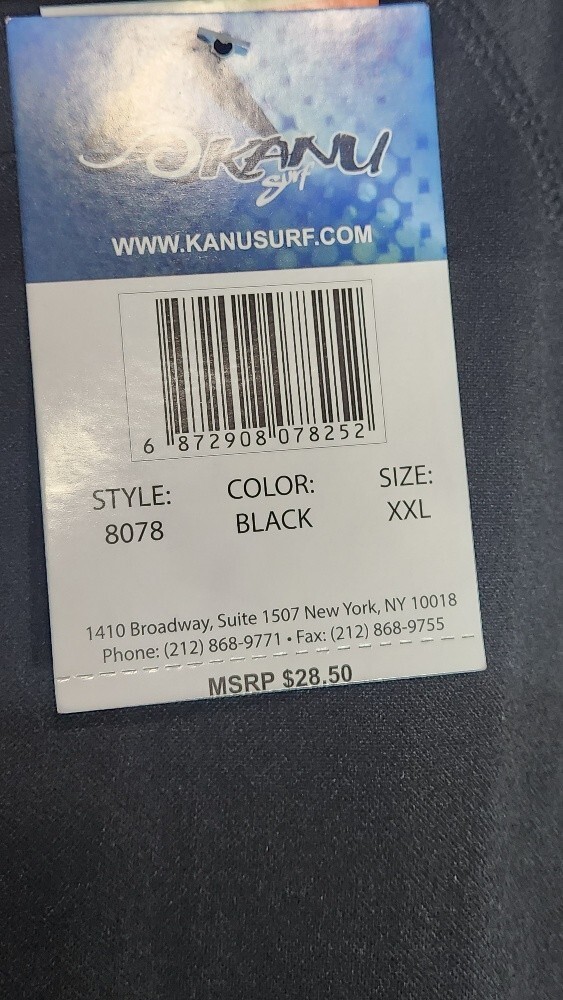 KANU
Surf
WWW.KANUSURF.COM
6 872908 078252
STYLE: COLOR: SIZE:
8078 BLACK XXL
1410 Broadway, Suite 1507 New York, NY 10018
Phone: (212) 868-9771 • Fax: (212) 868-9755
MSRP $28.50